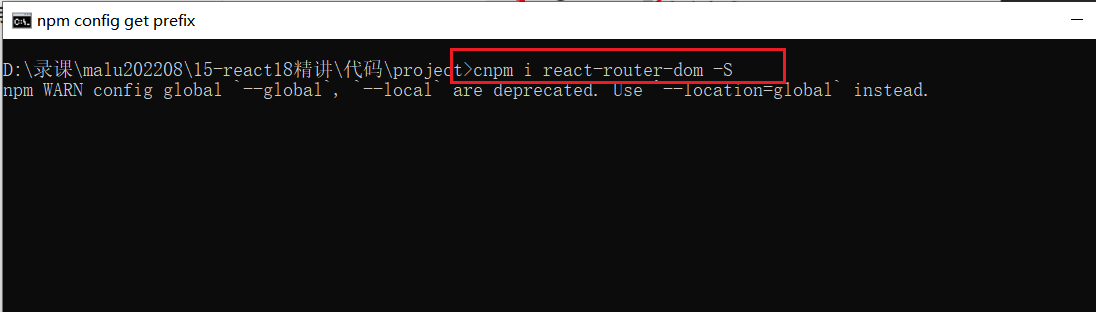 npm config get prefix
D:\录课\malu202208\15-react18精讲\代码\project>cnpm i react-router-dom -S
npm WARN config global `--global`, `--local` are deprecated. Use `--location=global` instead.